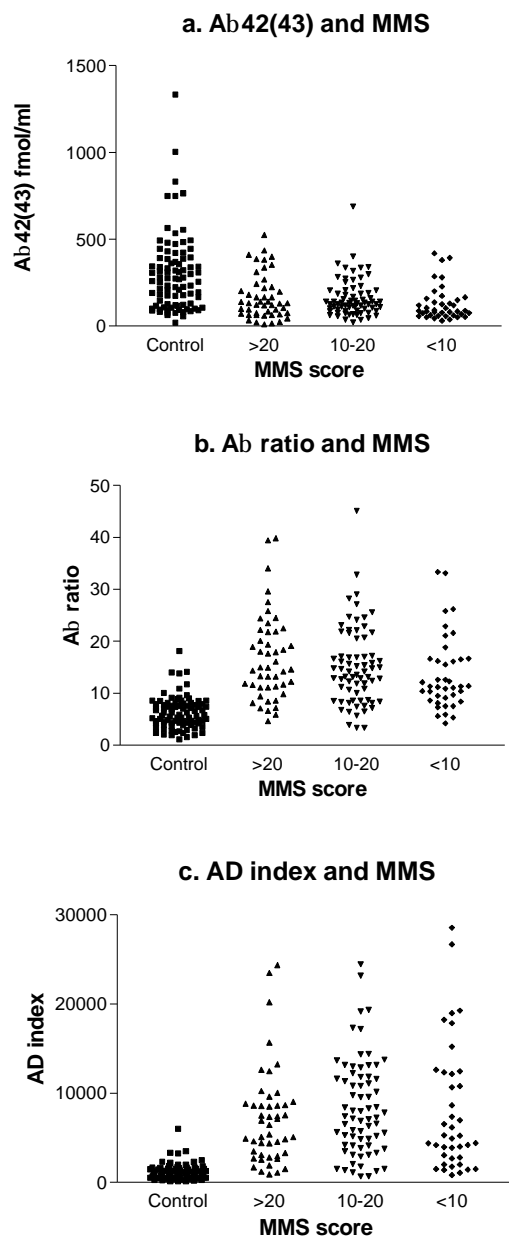 a. Ab42(43) and MMS
1500
1000
500
0
Ab42(43) fmol/ml
Control >20 10-20 <10
MMS score
b. Ab ratio and MMS
50
40
30
20
10
0
Ab ratio
Control >20 10-20 <10
MMS score
c. AD index and MMS
30000
20000
10000
0
AD index
Control >20 10-20 <10
MMS score